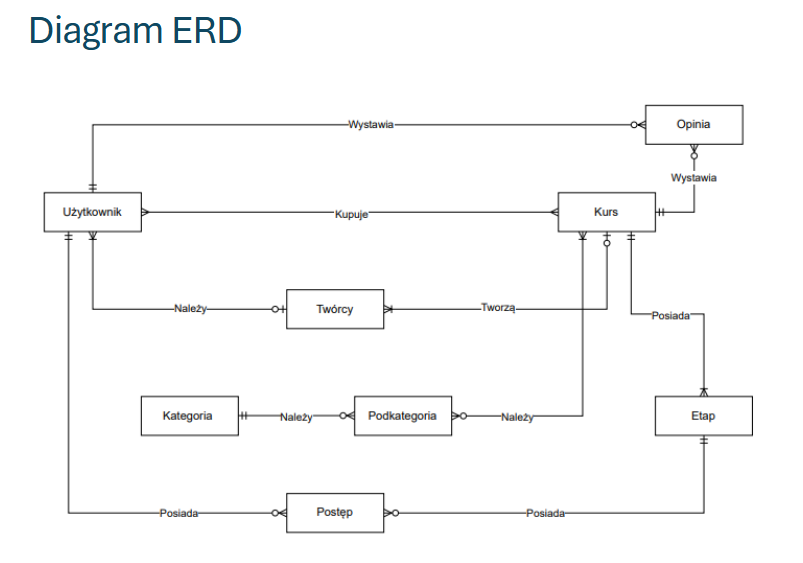 Diagram ERD
Wystawia
Opinia
Wystawia
Użytkownik
Kupuje
Kurs
Należy
Twórcy
Tworzą
Posiada
Kategoria
Należy
Podkategoria
Należy
Etap
Posiada
Postęp
Posiada